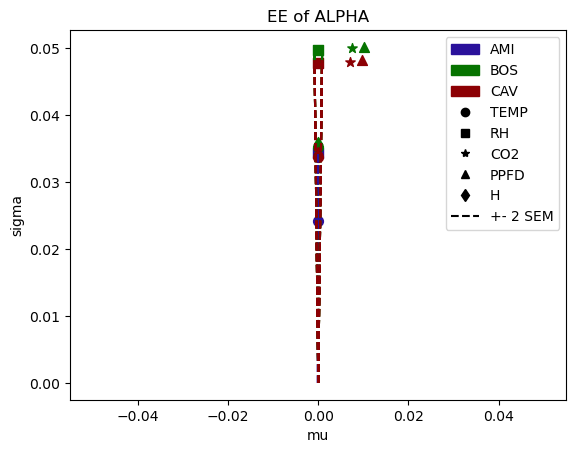 EE of ALPHA
0.05
0.04
0.03
0.02
0.01
0.00
sigma
−0.04
−0.02
0.00
0.02
0.04
mu
AMI
BOS
CAV
TEMP
RH
CO2
PPFD
H
+- 2 SEM